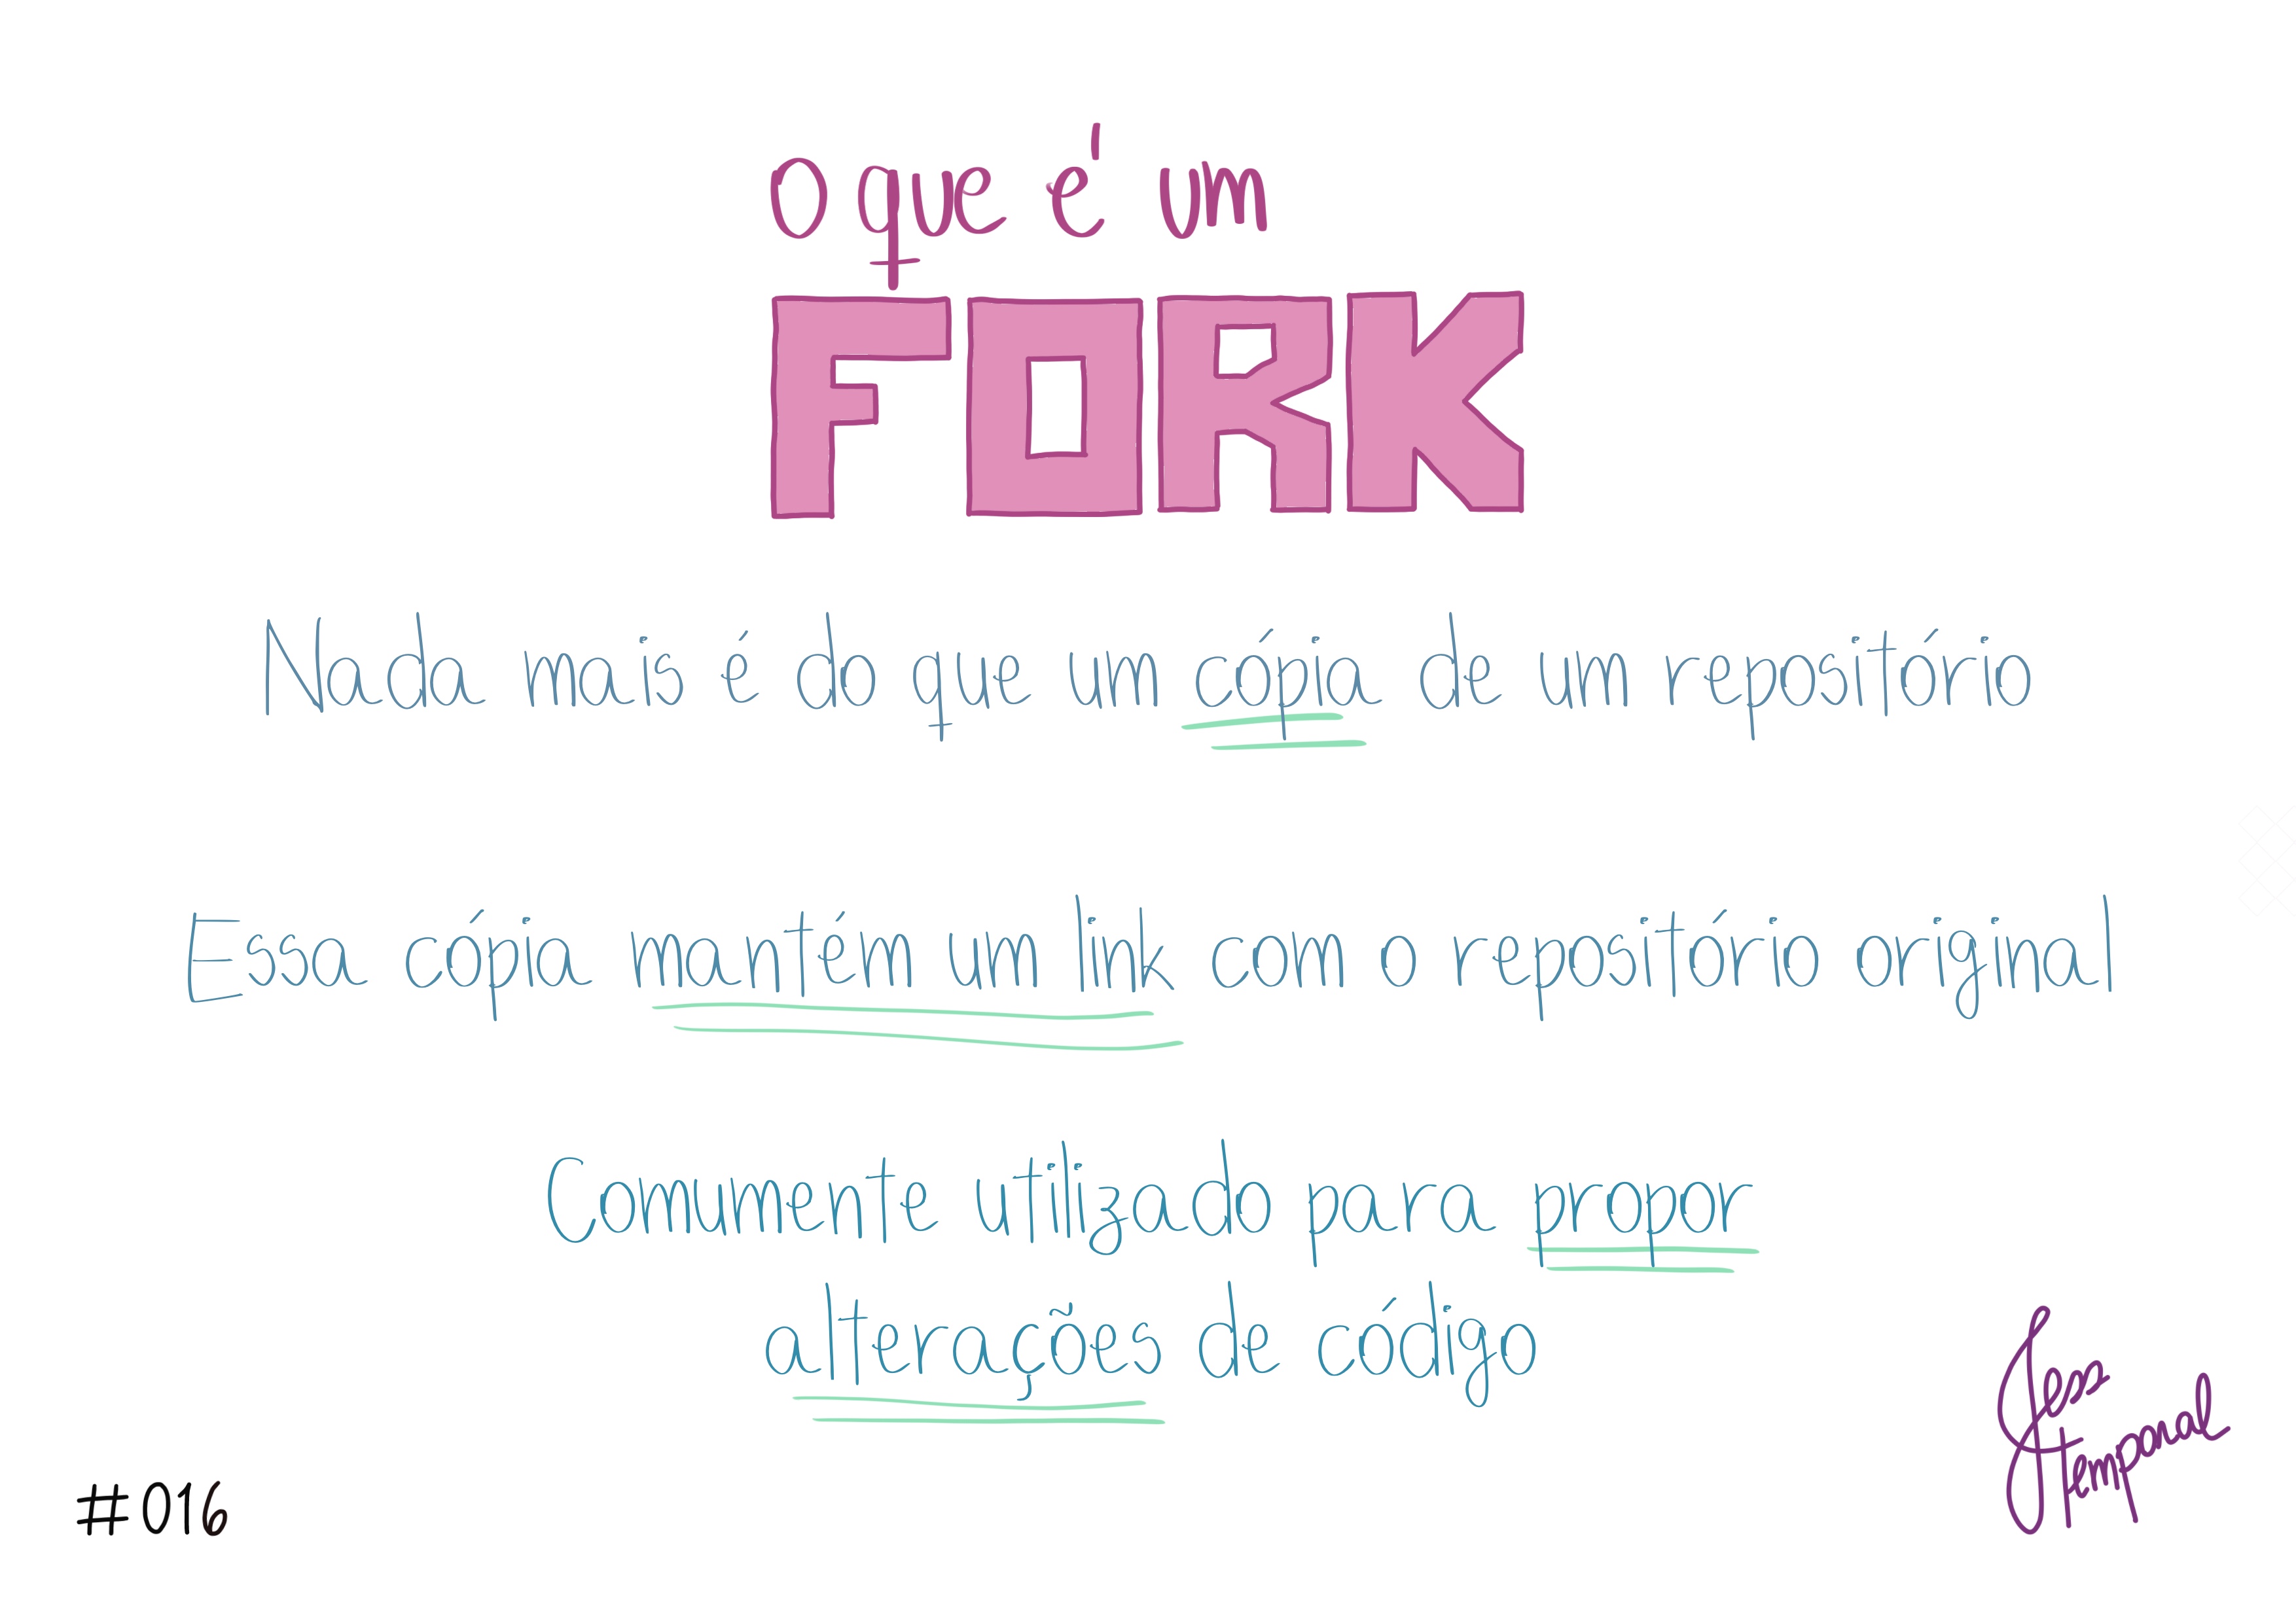 O que é um
FORK
Nada mais é do que um cópia de um repositório
Essa cópia mantém um link com o repositório original
Comumente utilizado para propor
alterações de código
Jess
temporal
#016